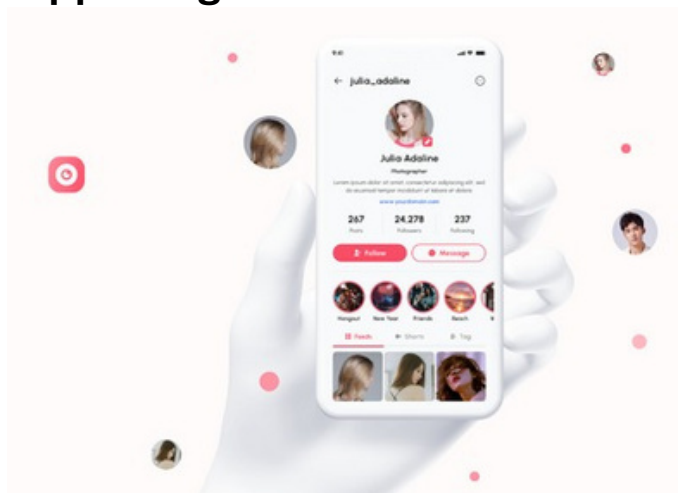 9:41
julia_adaline
Julia Adaline
Photographer
Lorem ipsum dolor sit amet, consectetur adipiscing elit, sed
do eiusmod tempor incididunt ut labore et dolore
www.yourdomain.com
267 24,278 237
Posts Followers Following
Follow Message
Hangout New Year Friends Beach
Feeds Shorts Tag